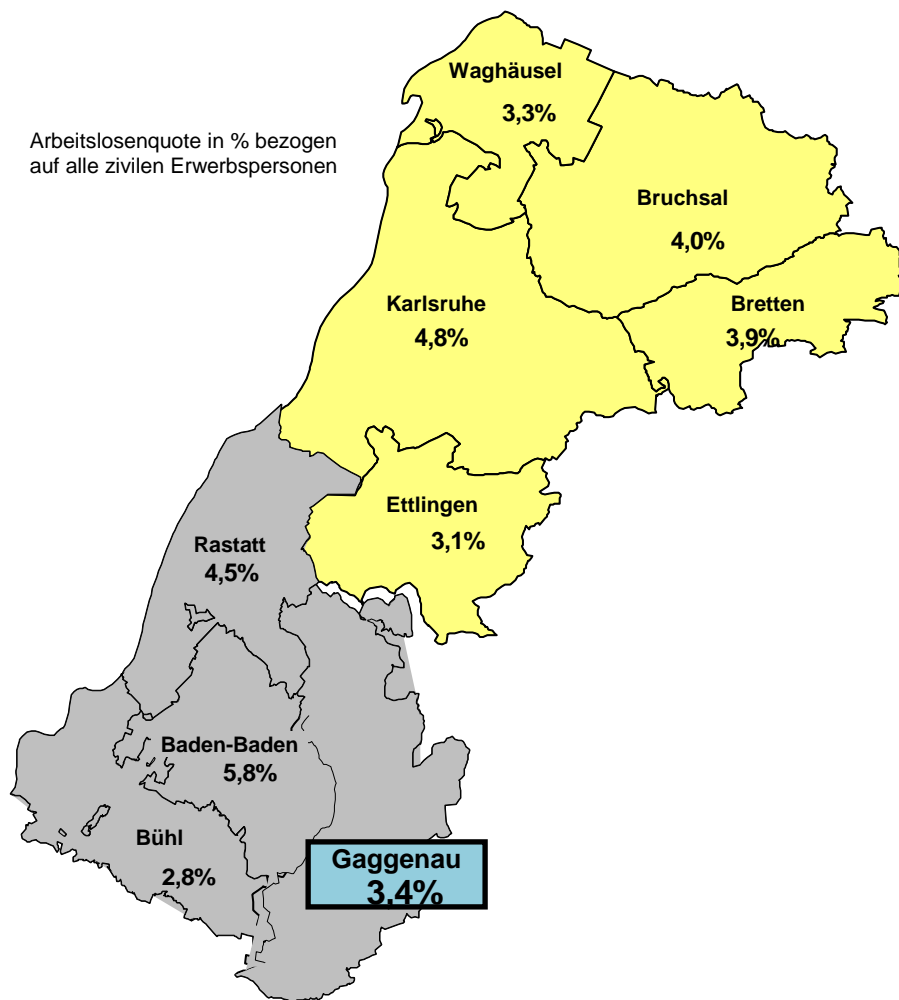 Waghäusel
3,3%
Arbeitslosenquote in % bezogen
auf alle zivilen Erwerbspersonen
Bruchsal
4,0%
Karlsruhe
4,8%
Bretten
3,9%
Ettlingen
3,1%
Rastatt
4,5%
Baden-Baden
5,8%
Bühl
2,8%
Gaggenau
3,4%